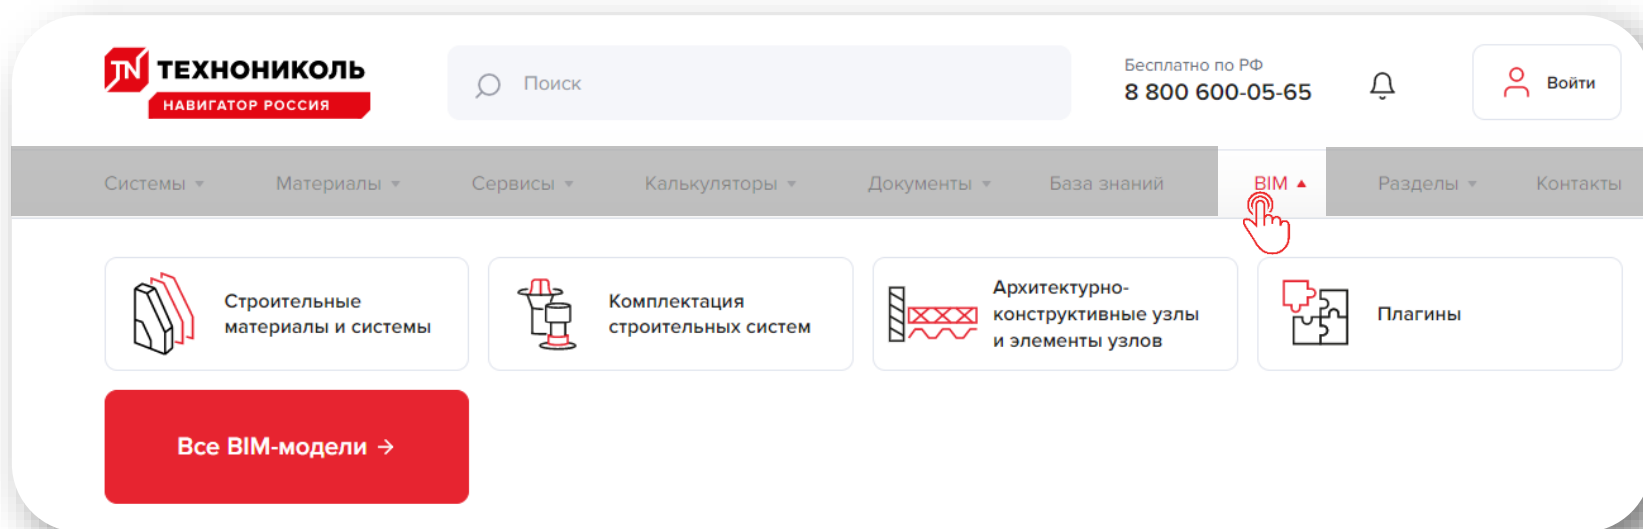 TN ТЕХНОНИКОЛЬ
НАВИГАТОР РОССИЯ
Поиск
Бесплатно по РФ
8 800 600-05-65
Войти
Системы Материалы Сервисы Калькуляторы Документы База знаний BIM Разделы Контакты
Строительные
материалы и системы
Комплектация
строительных систем
Архитектурно-
конструктивные узлы
и элементы узлов
Плагины
Все BIM-модели →